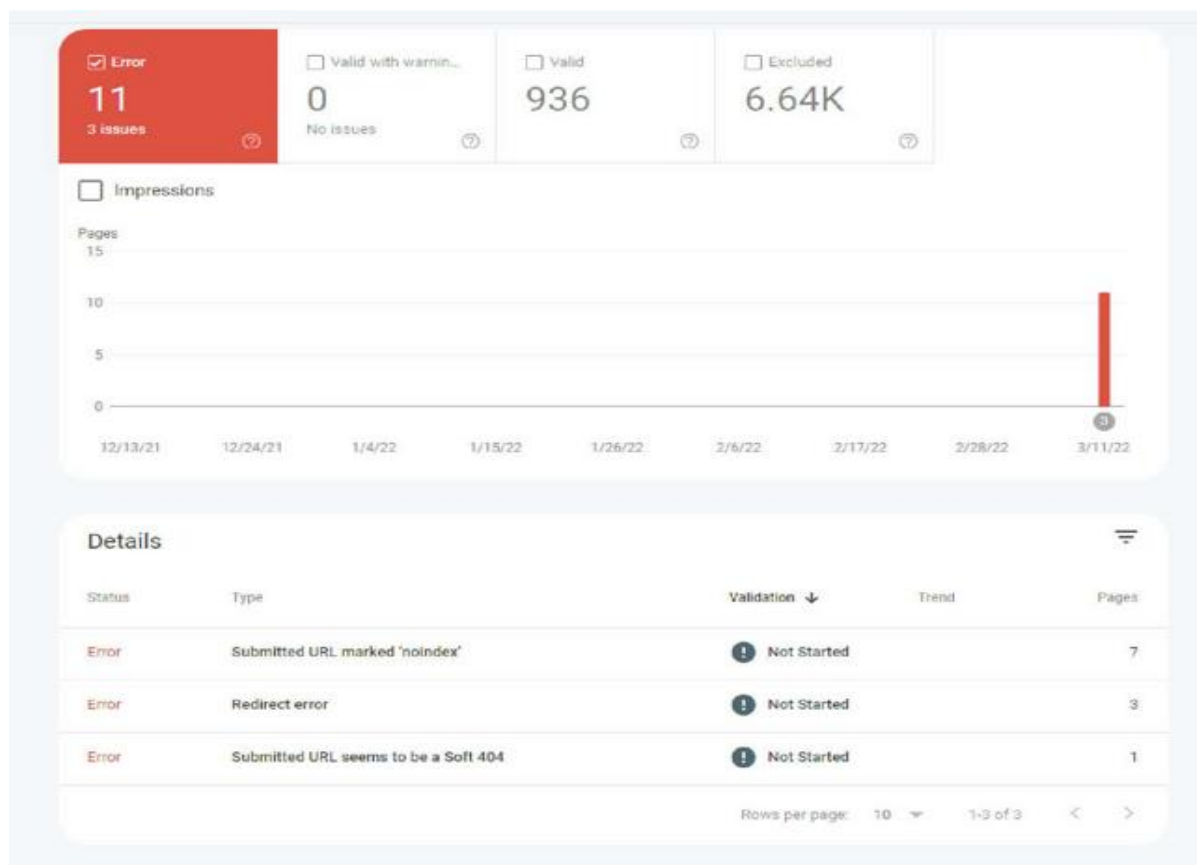 Error
11
3 issues
Valid with warnin...
0
No issues
Valid
936
Excluded
6.64K
Impressions
Pages
15
10
5
0
3
12/13/21 12/24/21 1/4/22 1/15/22 1/26/22 2/6/22 2/17/22 2/28/22 3/11/22
Details
Status Type Validation Trend Pages
Error Submitted URL marked 'noindex' Not Started 7
Error Redirect error Not Started 3
Error Submitted URL seems to be a Soft 404 Not Started 1
Rows per page: 10 1-3 of 3